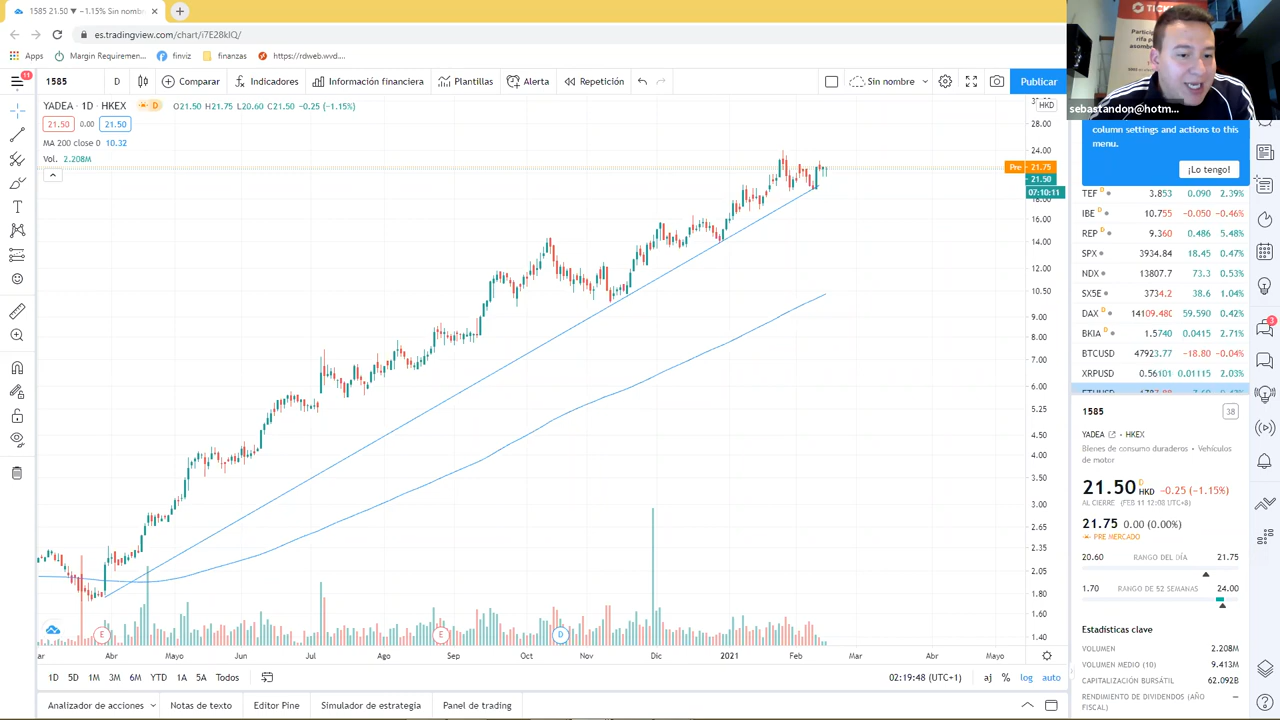 1585 21.50 ▼ −1.15% Sin nomb
es.tradingview.com/chart/i7E28kIQ/
Apps Margin Requiremen... finviz finanzas https://rdweb.wvd....
11
1585 D Comparar Indicadores Información financiera Plantillas Alerta Repetición Sin nombre Publicar
YADEA · 1D · HKEX D O21.50 H21.75 L20.60 C21.50 −0.25 (−1.15%)
21.50 0.00 21.50
MA 200 close 0 10.32
Vol. 2.208M
HKD
28.00
24.00
Pre 21.75
21.50
07:10:11
18.00
16.00
14.00
12.00
10.50
9.00
8.00
7.00
6.00
5.25
4.50
4.00
3.50
3.00
2.65
2.35
2.05
1.80
1.60
1.40
E E D
ar Abr Mayo Jun Jul Ago Sep Oct Nov Dic 2021 Feb Mar Abr Mayo
1D 5D 1M 3M 6M YTD 1A 5A Todos 02:19:48 (UTC+1) aj % log auto
Analizador de acciones Notas de texto Editor Pine Simulador de estrategia Panel de trading
TICK
Partici
rifa p
asomb
sebastandon@hotm...
column settings and actions to this
menu.
¡Lo tengo!
TEF D 3.853 0.090 2.39%
IBE D 10.755 −0.050 −0.46%
REP D 9.360 0.486 5.48%
SPX 3934.84 18.45 0.47%
NDX 13807.7 73.3 0.53%
SX5E 3734.2 38.6 1.04%
DAX D 14109.480 59.590 0.42%
BKIA D 1.5740 0.0415 2.71%
BTCUSD 47923.77 −18.80 −0.04%
XRPUSD 0.56101 0.01115 2.03%
1585 38
YADEA · HKEX
Bienes de consumo duraderos · Vehículos
de motor
21.50 D HKD −0.25 (−1.15%)
AL CIERRE (FEB 11 12:08 UTC+8)
21.75 0.00 (0.00%)
PRE MERCADO
20.60 RANGO DEL DÍA 21.75
1.70 RANGO DE 52 SEMANAS 24.00
Estadísticas clave
VOLUMEN 2.208M
VOLUMEN MEDIO (10) 9.413M
CAPITALIZACIÓN BURSÁTIL 62.092B
RENDIMIENTO DE DIVIDENDOS (AÑO –
FISCAL)
3